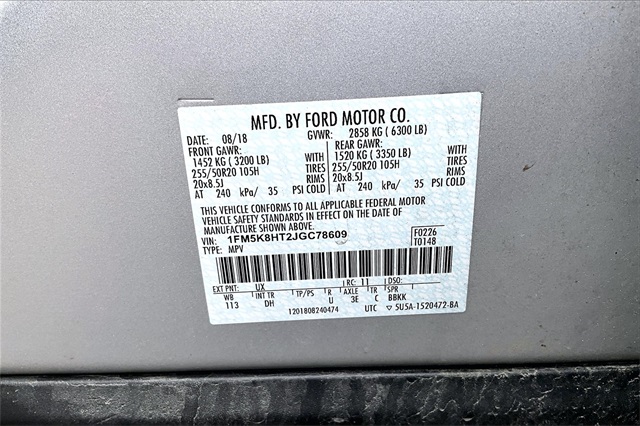 MFD. BY FORD MOTOR CO.
DATE: 08/18 GVWR: 2858 KG ( 6300 LB)
FRONT GAWR: REAR GAWR:
1452 KG ( 3200 LB) WITH 1520 KG ( 3350 LB) WITH
255/50R20 105H TIRES 255/50R20 105H TIRES
20x8.5J RIMS 20x8.5J RIMS
AT 240 kPa/ 35 PSI COLD AT 240 kPa/ 35 PSI COLD
THIS VEHICLE CONFORMS TO ALL APPLICABLE FEDERAL MOTOR
VEHICLE SAFETY STANDARDS IN EFFECT ON THE DATE OF
MANUFACTURE SHOWN ABOVE.
VIN: 1FM5K8HT2JGC78609 F0226
TYPE: MPV T0148
EXT PNT: UX RC: 11 DSO:
WB INT TR TP/PS R AXLE TR SPR
113 DH U 3E C BBKK
1201808240474 UTC ▽ 5U5A-1520472-BA